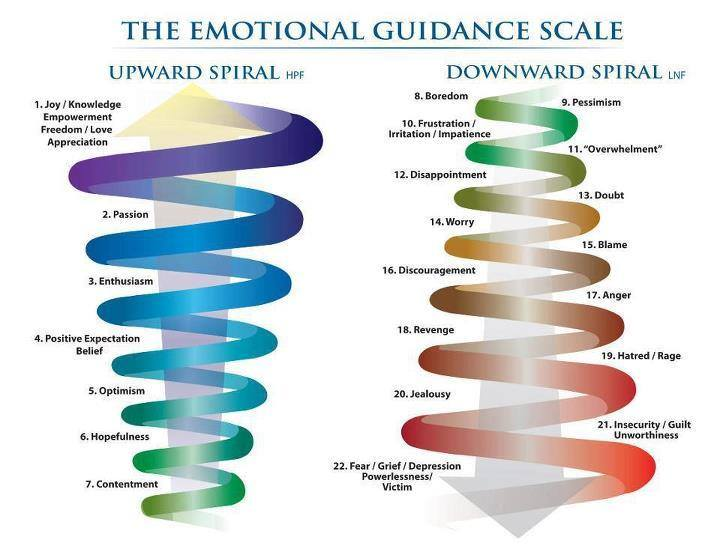 THE EMOTIONAL GUIDANCE SCALE
UPWARD SPIRAL HPF
1. Joy / Knowledge
Empowerment
Freedom / Love
Appreciation
2. Passion
3. Enthusiasm
4. Positive Expectation
Belief
5. Optimism
6. Hopefulness
7. Contentment
DOWNWARD SPIRAL LNF
8. Boredom
9. Pessimism
10. Frustration /
Irritation / Impatience
11. “Overwhelment”
12. Disappointment
13. Doubt
14. Worry
15. Blame
16. Discouragement
17. Anger
18. Revenge
19. Hatred / Rage
20. Jealousy
21. Insecurity / Guilt
Unworthiness
22. Fear / Grief / Depression
Powerlessness/
Victim